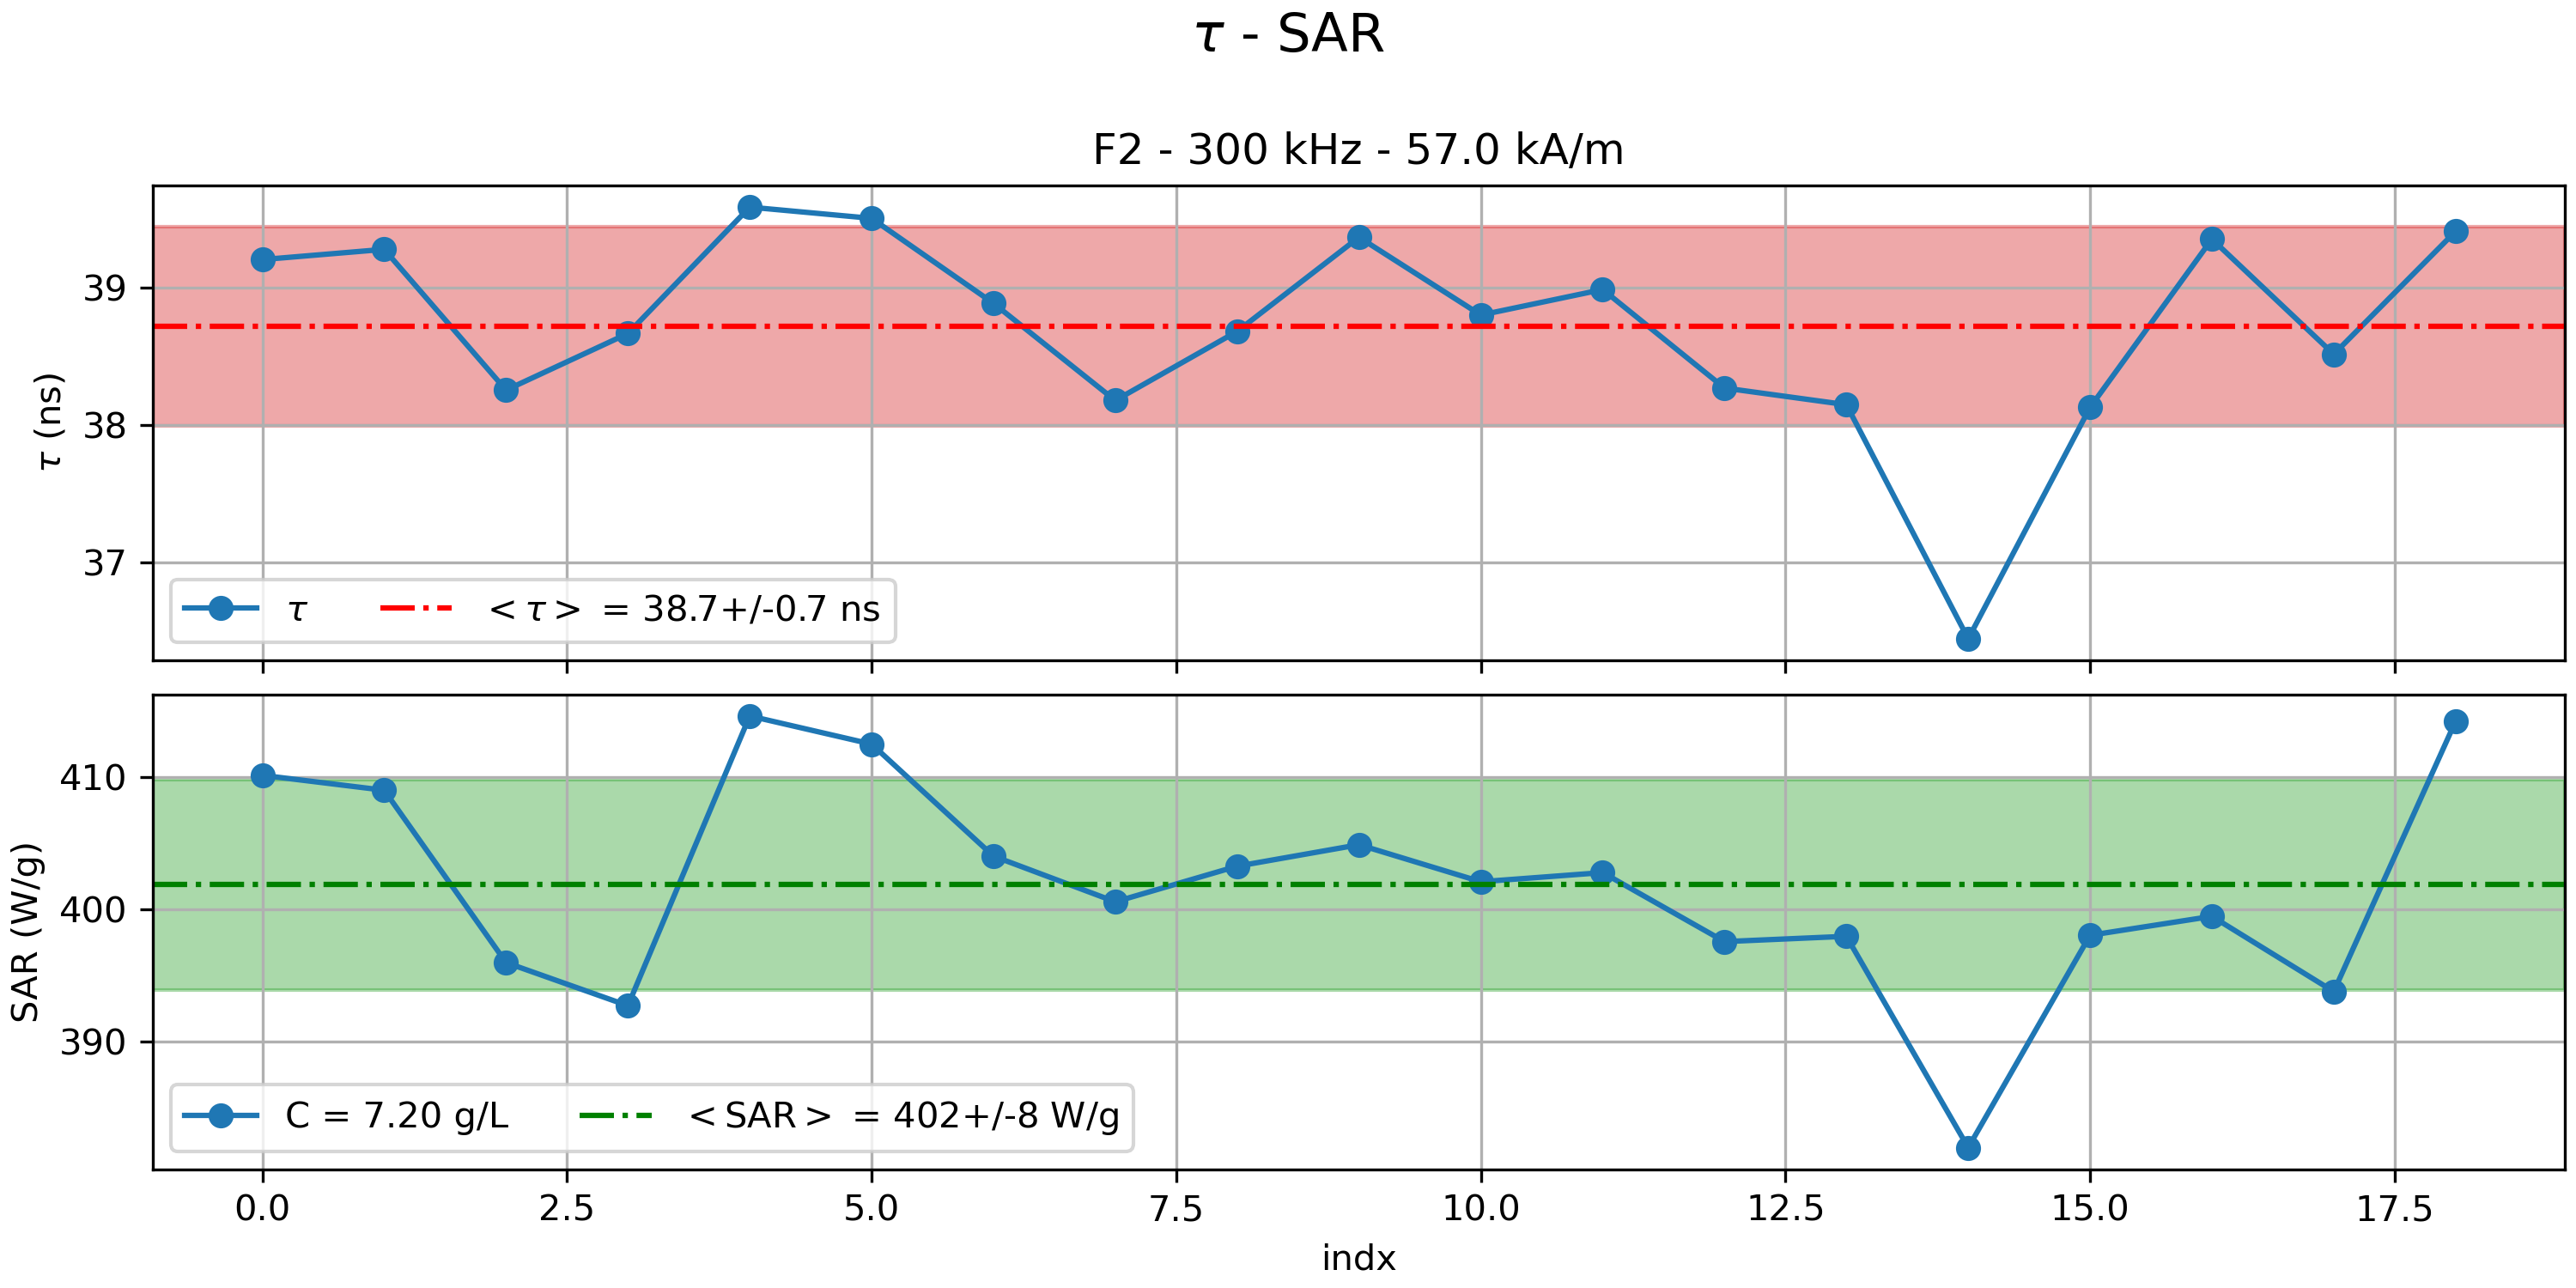 τ - SAR
F2 - 300 kHz - 57.0 kA/m
τ (ns)
39
38
37
τ
<τ> = 38.7+/-0.7 ns
SAR (W/g)
410
400
390
C = 7.20 g/L
<SAR> = 402+/-8 W/g
0.0 2.5 5.0 7.5 10.0 12.5 15.0 17.5
indx